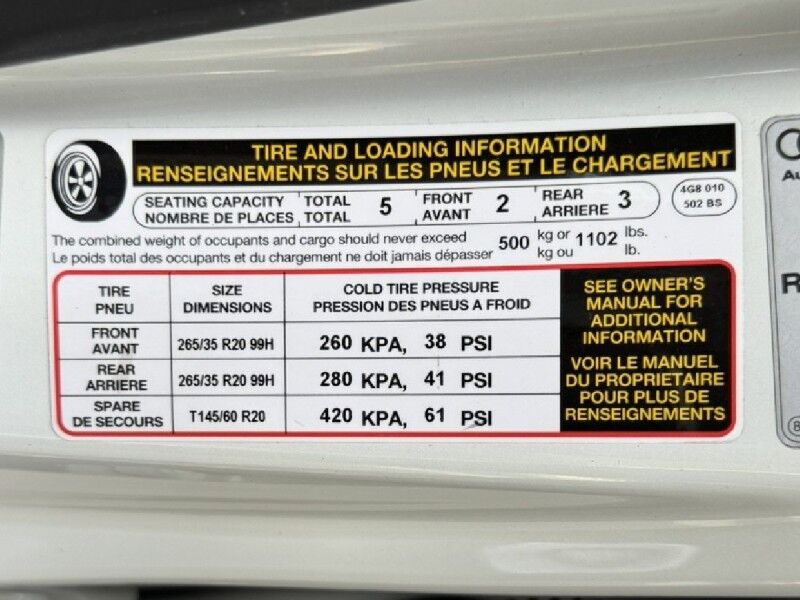 TIRE AND LOADING INFORMATION
RENSEIGNEMENTS SUR LES PNEUS ET LE CHARGEMENT
SEATING CAPACITY TOTAL 5 FRONT 2 REAR 3
NOMBRE DE PLACES TOTAL AVANT ARRIERE
4G8 010
502 BS
The combined weight of occupants and cargo should never exceed 500 kg or 1102 lbs.
Le poids total des occupants et du chargement ne doit jamais dépasser kg ou lb.
TIRE SIZE COLD TIRE PRESSURE
PNEU DIMENSIONS PRESSION DES PNEUS A FROID
FRONT
AVANT 265/35 R20 99H 260 KPA, 38 PSI
REAR
ARRIERE 265/35 R20 99H 280 KPA, 41 PSI
SPARE
DE SECOURS T145/60 R20 420 KPA, 61 PSI
SEE OWNER'S
MANUAL FOR
ADDITIONAL
INFORMATION
VOIR LE MANUEL
DU PROPRIETAIRE
POUR PLUS DE
RENSEIGNEMENTS